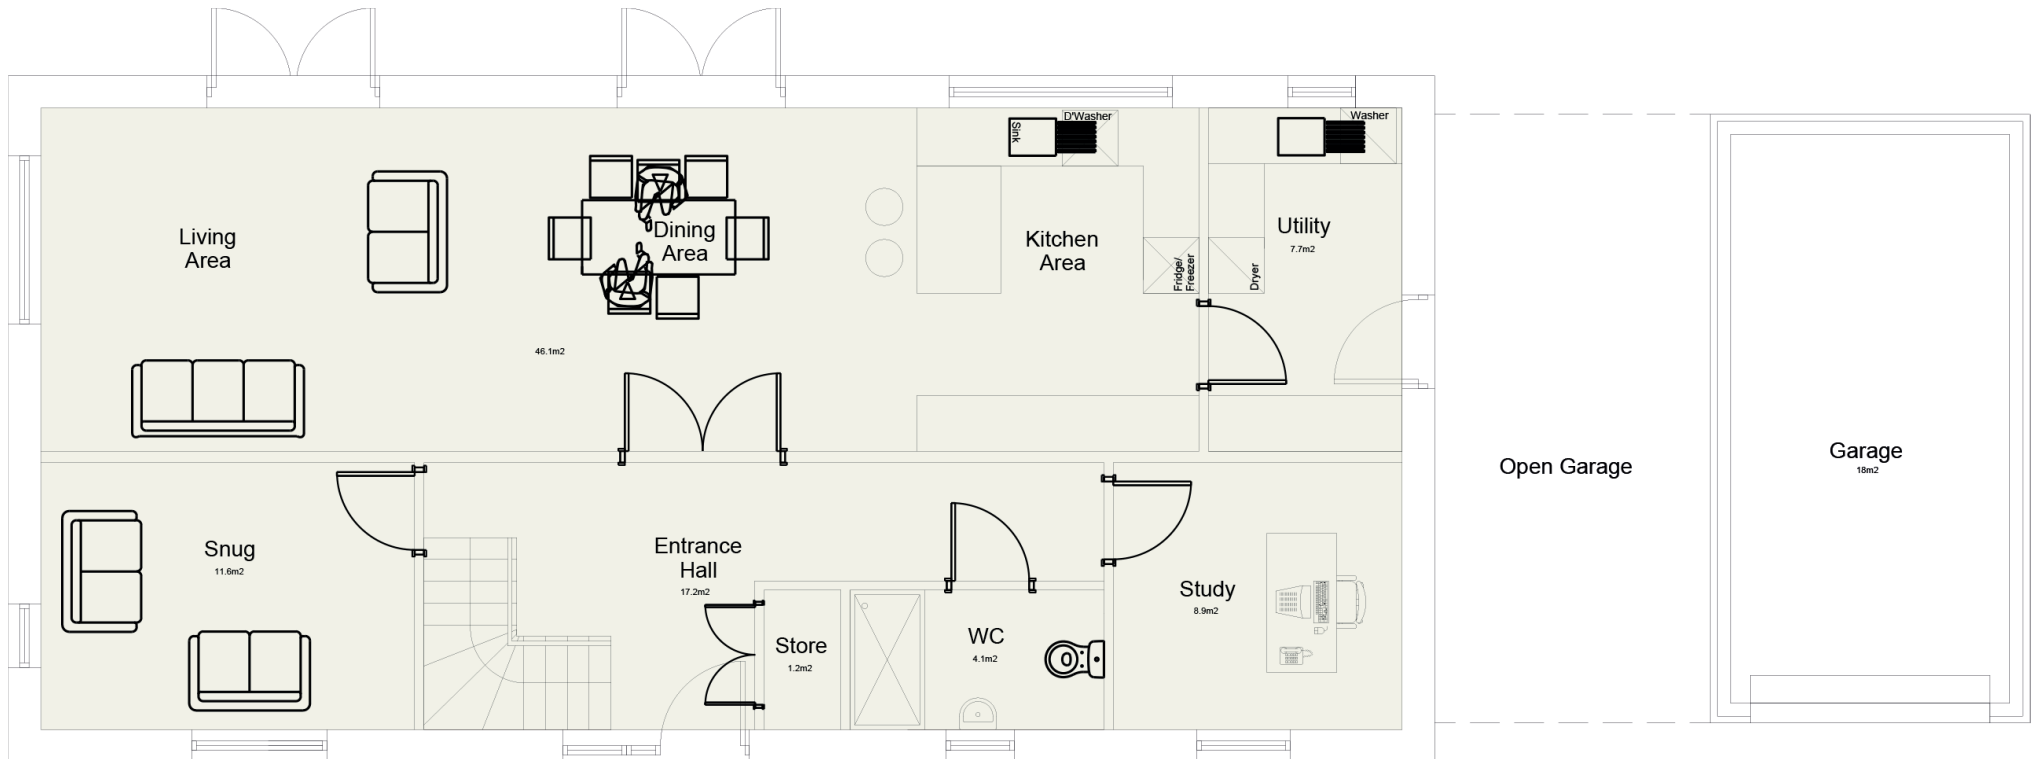 D'Washer
Sink
Washer
Living
Area
Dining
Area
Kitchen
Area
Utility
7.7m2
Fridge/
Freezer
Dryer
46.1m2
Open Garage
Garage
18m2
Snug
11.6m2
Entrance
Hall
17.2m2
Study
8.9m2
Store
1.2m2
WC
4.1m2